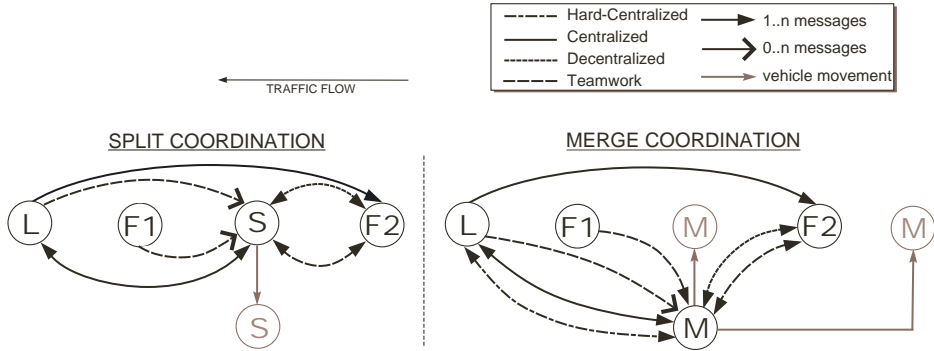 Hard-Centralized
Centralized
Decentralized
Teamwork
1..n messages
0..n messages
vehicle movement
TRAFFIC FLOW
SPLIT COORDINATION
MERGE COORDINATION
L F1 S F2
S
L F1 M F2 M
M